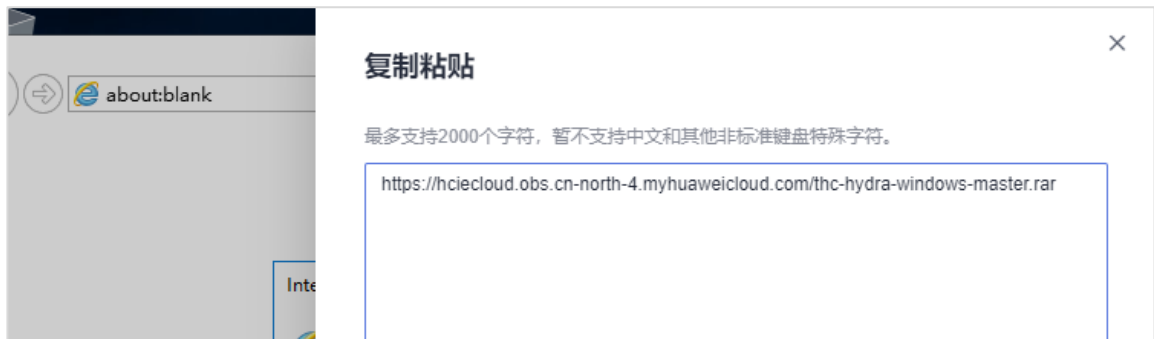 复制粘贴
about:blank
最多支持2000个字符，暂不支持中文和其他非标准键盘特殊字符。
https://hciecloud.obs.cn-north-4.myhuaweicloud.com/thc-hydra-windows-master.rar
Inte